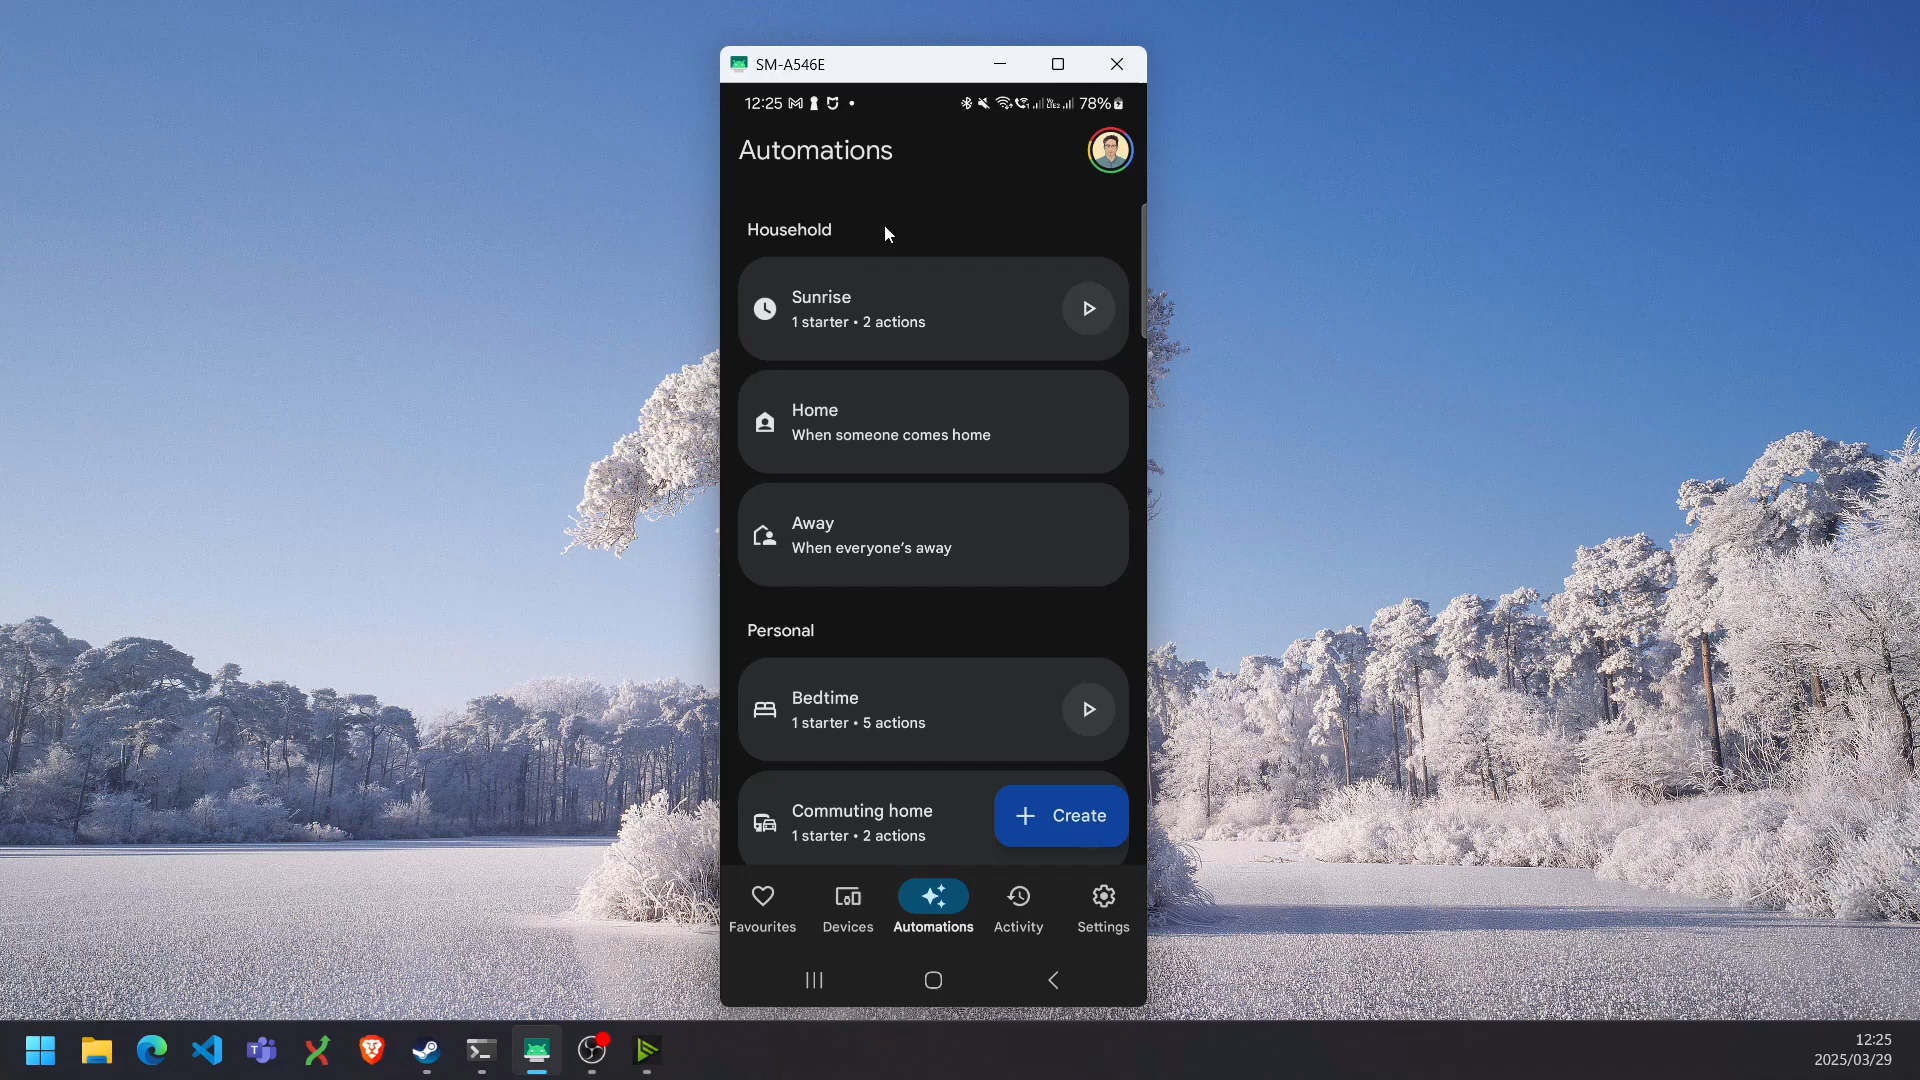 SM-A546E
12:25
78%
Automations
Household
Sunrise
1 starter • 2 actions
Home
When someone comes home
Away
When everyone’s away
Personal
Bedtime
1 starter • 5 actions
Commuting home
1 starter • 2 actions
Create
Favourites
Devices
Automations
Activity
Settings
12:25
2025/03/29